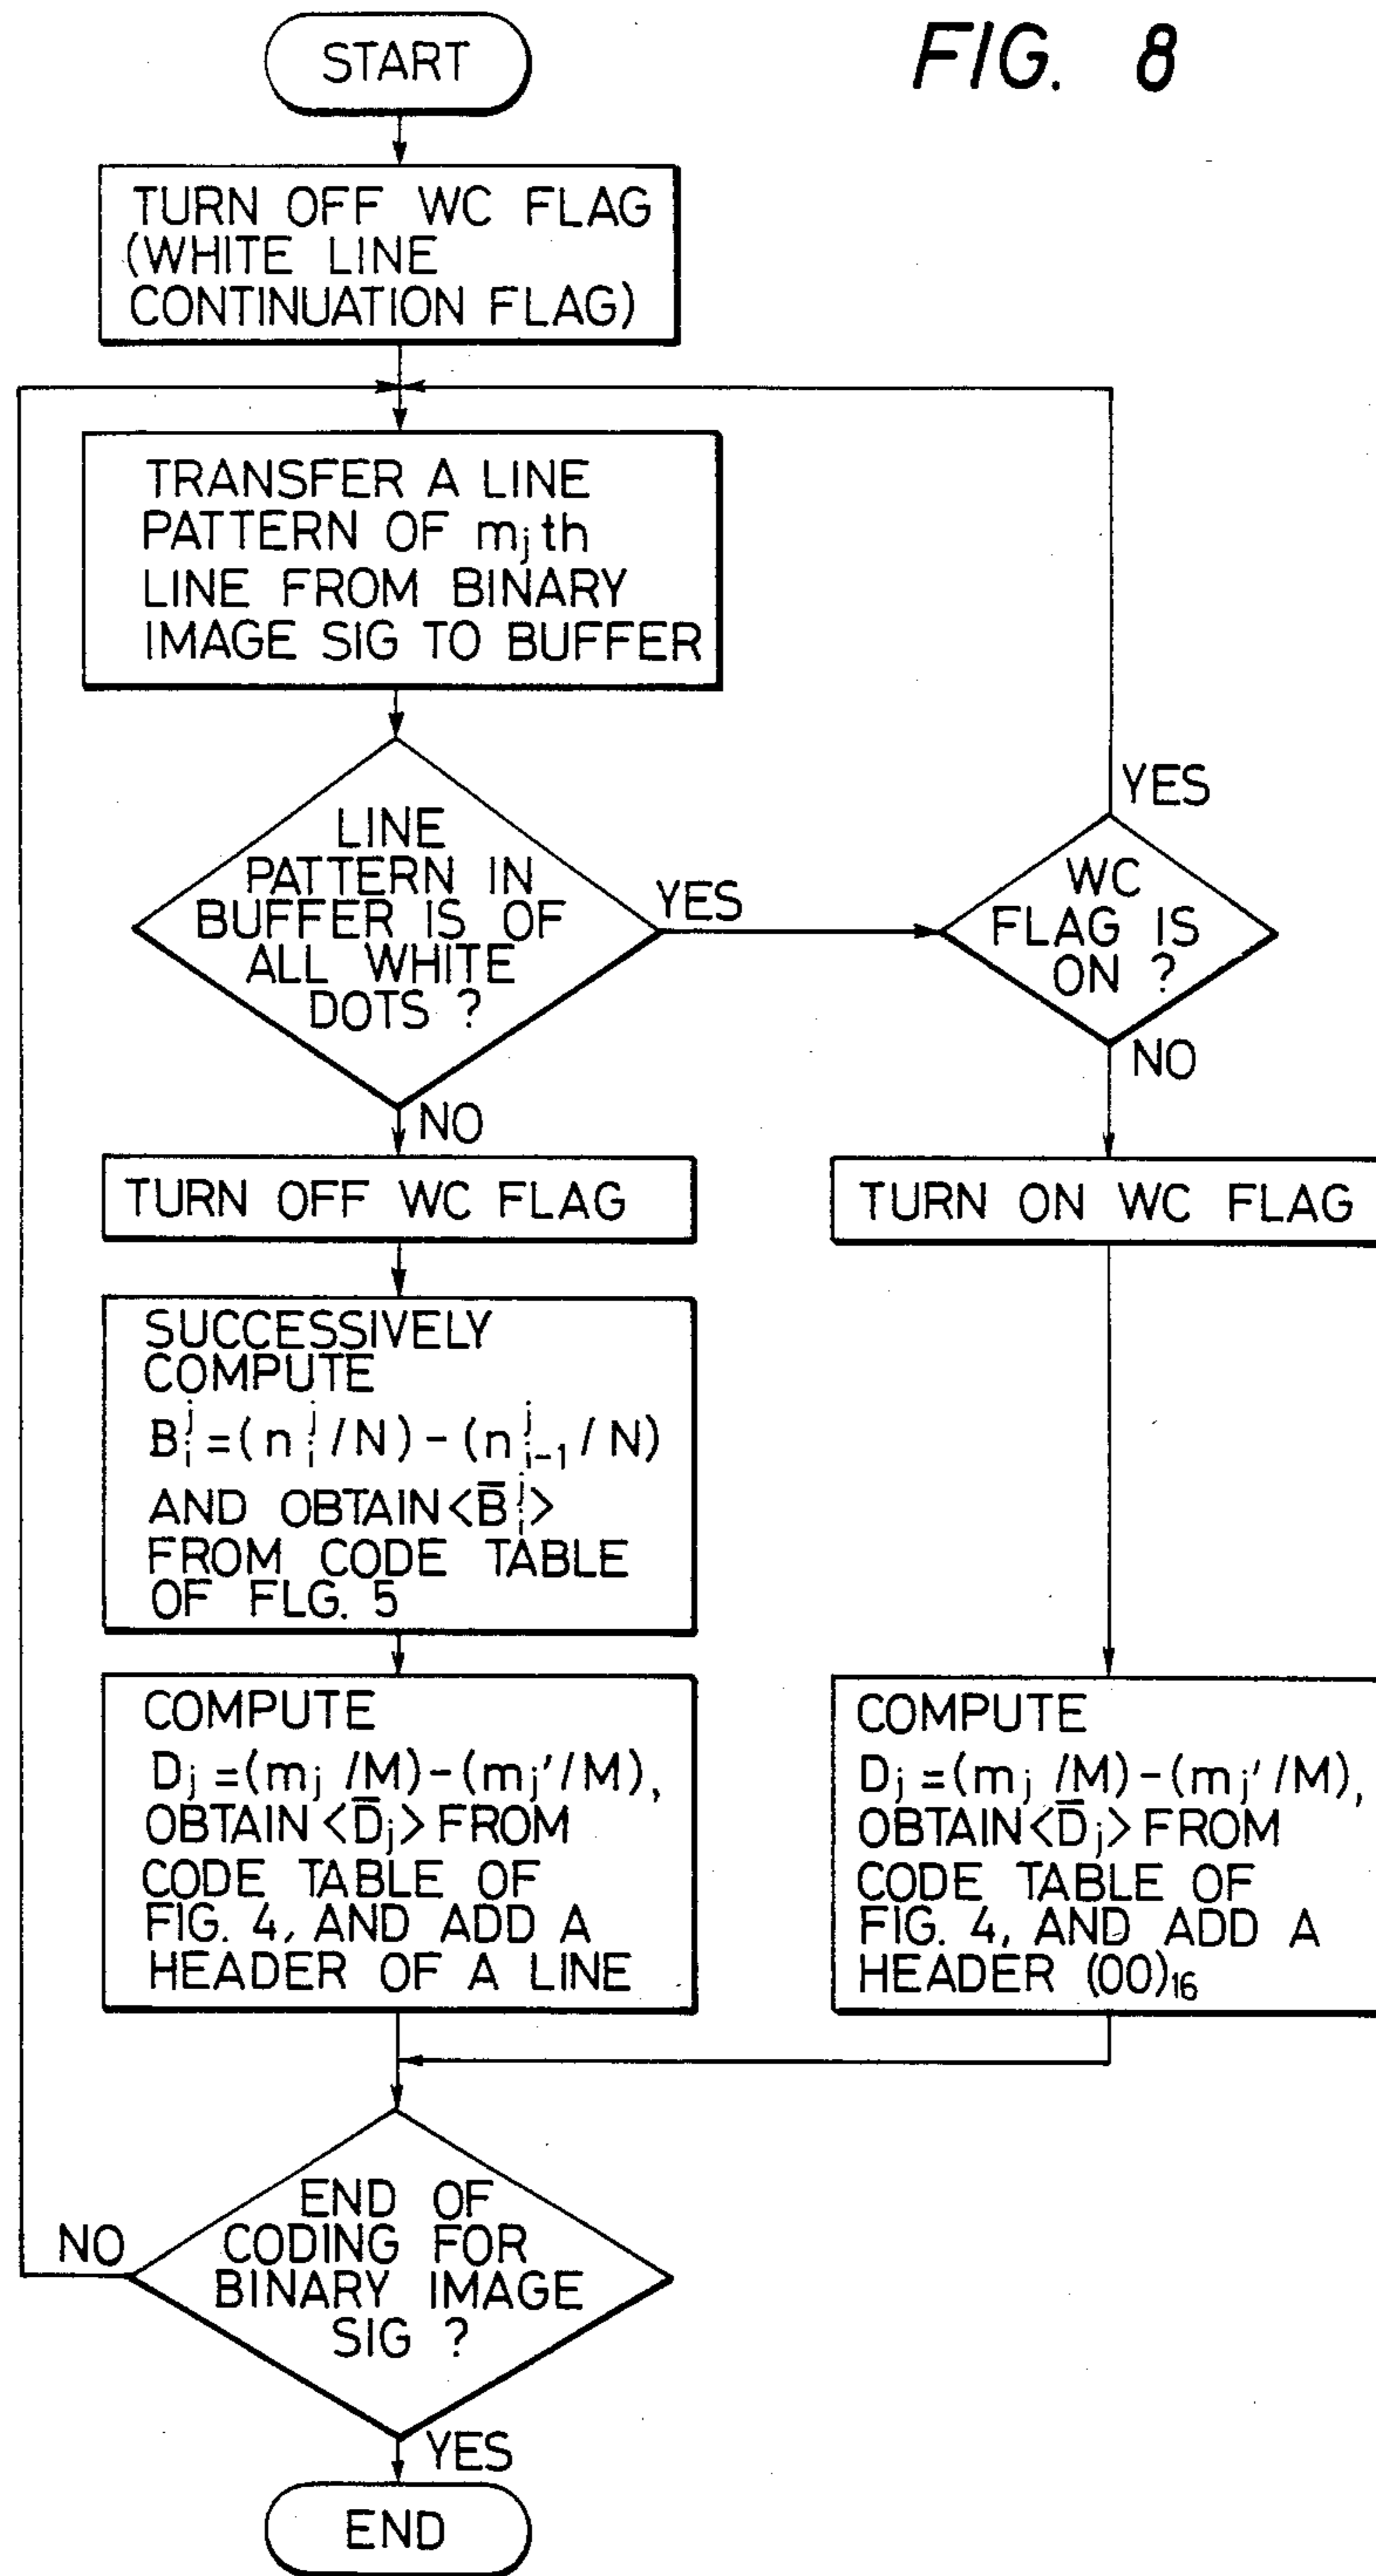 FIG. 8
START
TURN OFF WC FLAG
(WHITE LINE
CONTINUATION FLAG)
TRANSFER A LINE
PATTERN OF mjth
LINE FROM BINARY
IMAGE SIG TO BUFFER
LINE
PATTERN IN
BUFFER IS OF
ALL WHITE
DOTS ?
YES
WC
FLAG IS
ON ?
YES
NO
NO
TURN OFF WC FLAG
TURN ON WC FLAG
SUCCESSIVELY
COMPUTE
B_i^j=(n_i^j/N)-(n_{i-1}^j/N)
AND OBTAIN<B̄_i^j>
FROM CODE TABLE
OF FLG. 5
COMPUTE
Dj=(mj/M)-(mj'/M),
OBTAIN<D̄j>FROM
CODE TABLE OF
FIG. 4, AND ADD A
HEADER OF A LINE
COMPUTE
Dj=(mj/M)-(mj'/M),
OBTAIN<D̄j>FROM
CODE TABLE OF
FIG. 4, AND ADD A
HEADER (00)₁₆
END OF
CODING FOR
BINARY IMAGE
SIG ?
NO
YES
END